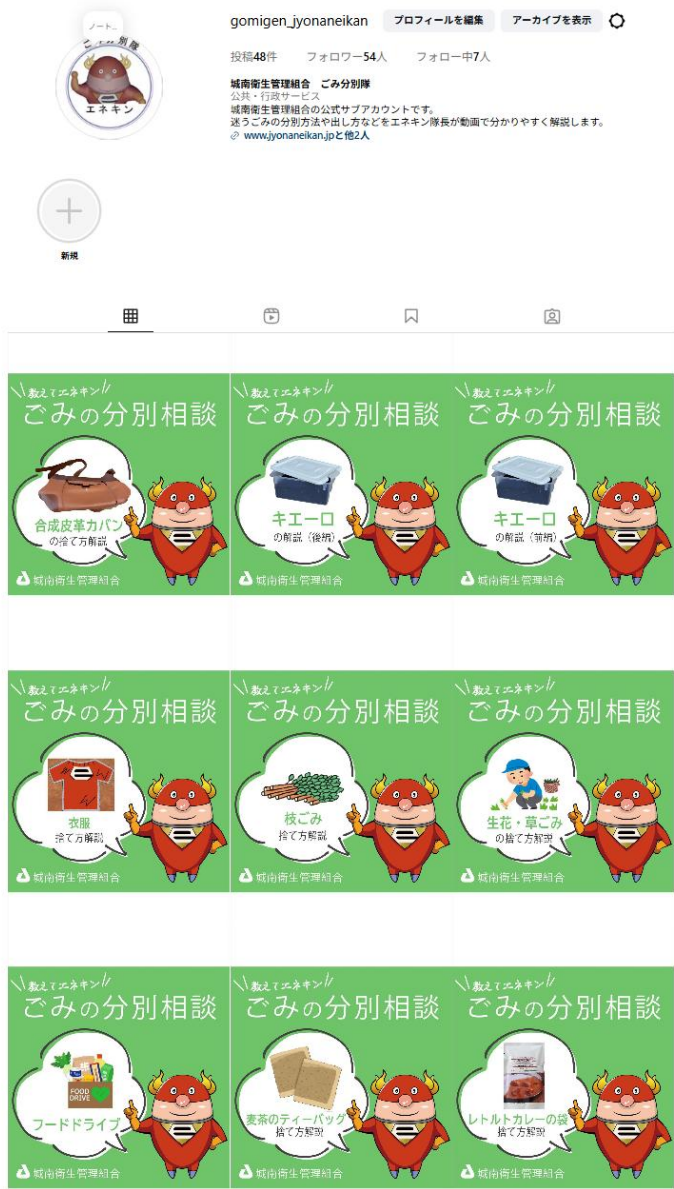 ノート...
ごみ分別隊
エネキン
gomigen_jyonaneikan プロフィールを編集 アーカイブを表示
投稿48件 フォロワー54人 フォロー中7人
城南衛生管理組合 ごみ分別隊
公共・行政サービス
城南衛生管理組合の公式サブアカウントです。
迷うごみの分別方法や出し方などをエネキン隊長が動画で分かりやすく解説します。
www.jyonaneikan.jpと他2人
新規
教えてエネキン
ごみの分別相談
合成皮革カバン
の捨て方解説
城南衛生管理組合
教えてエネキン
ごみの分別相談
キエーロ
の解説（後編）
城南衛生管理組合
教えてエネキン
ごみの分別相談
キエーロ
の解説（前編）
城南衛生管理組合
教えてエネキン
ごみの分別相談
衣服
捨て方解説
城南衛生管理組合
教えてエネキン
ごみの分別相談
枝ごみ
捨て方解説
城南衛生管理組合
教えてエネキン
ごみの分別相談
生花・草ごみ
の捨て方解説
城南衛生管理組合
教えてエネキン
ごみの分別相談
FOOD
DRIVE
フードドライブ
城南衛生管理組合
教えてエネキン
ごみの分別相談
麦茶のティーバッグ
捨て方解説
城南衛生管理組合
教えてエネキン
ごみの分別相談
レトルトカレーの袋
捨て方解説
城南衛生管理組合